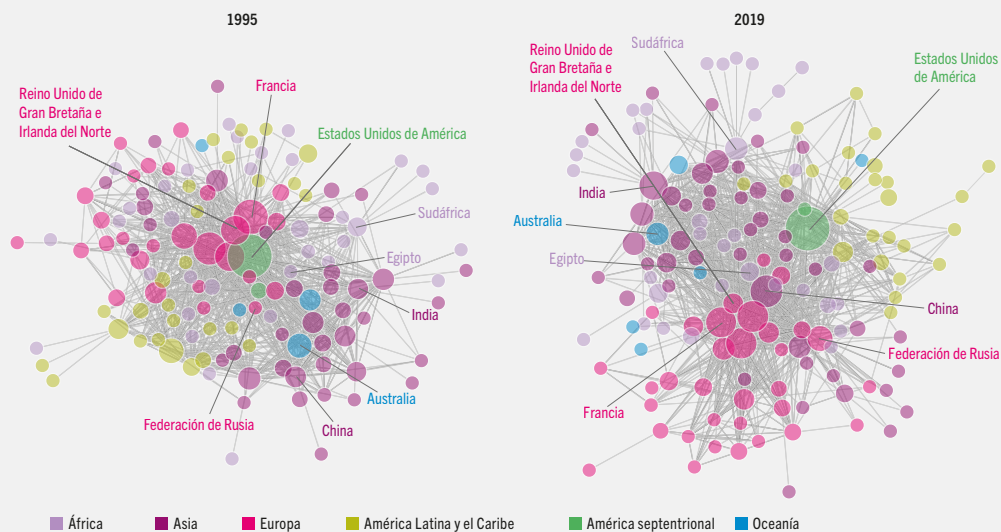 1995
Reino Unido de
Gran Bretaña e
Irlanda del Norte
Francia
Estados Unidos de América
Sudáfrica
Egipto
India
Australia
China
Federación de Rusia
2019
Sudáfrica
Reino Unido de
Gran Bretaña e
Irlanda del Norte
Estados Unidos
de América
India
Australia
Egipto
China
Federación de Rusia
Francia
África
Asia
Europa
América Latina y el Caribe
América septentrional
Oceanía